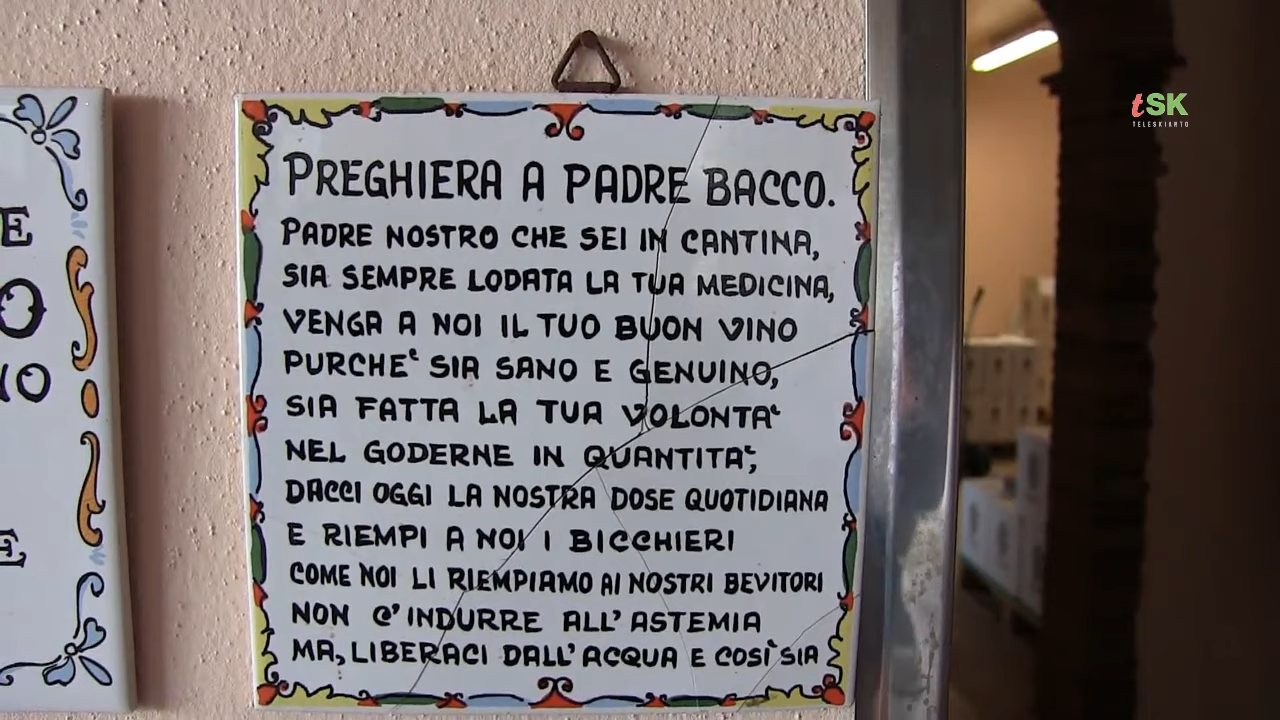 PREGHIERA A PADRE BACCO.
PADRE NOSTRO CHE SEI IN CANTINA,
SIA SEMPRE LODATA LA TUA MEDICINA,
VENGA A NOI IL TUO BUON VINO
PURCHE' SIA SANO E GENUINO,
SIA FATTA LA TUA VOLONTA'
NEL GODERNE IN QUANTITA',
DACCI OGGI LA NOSTRA DOSE QUOTIDIANA
E RIEMPI A NOI I BICCHIERI
COME NOI LI RIEMPIAMO AI NOSTRI BEVITORI
NON C'INDURRE ALL'ASTEMIA
MA, LIBERACI DALL'ACQUA E COSÌ SIA
tSK
TELESKIANTO